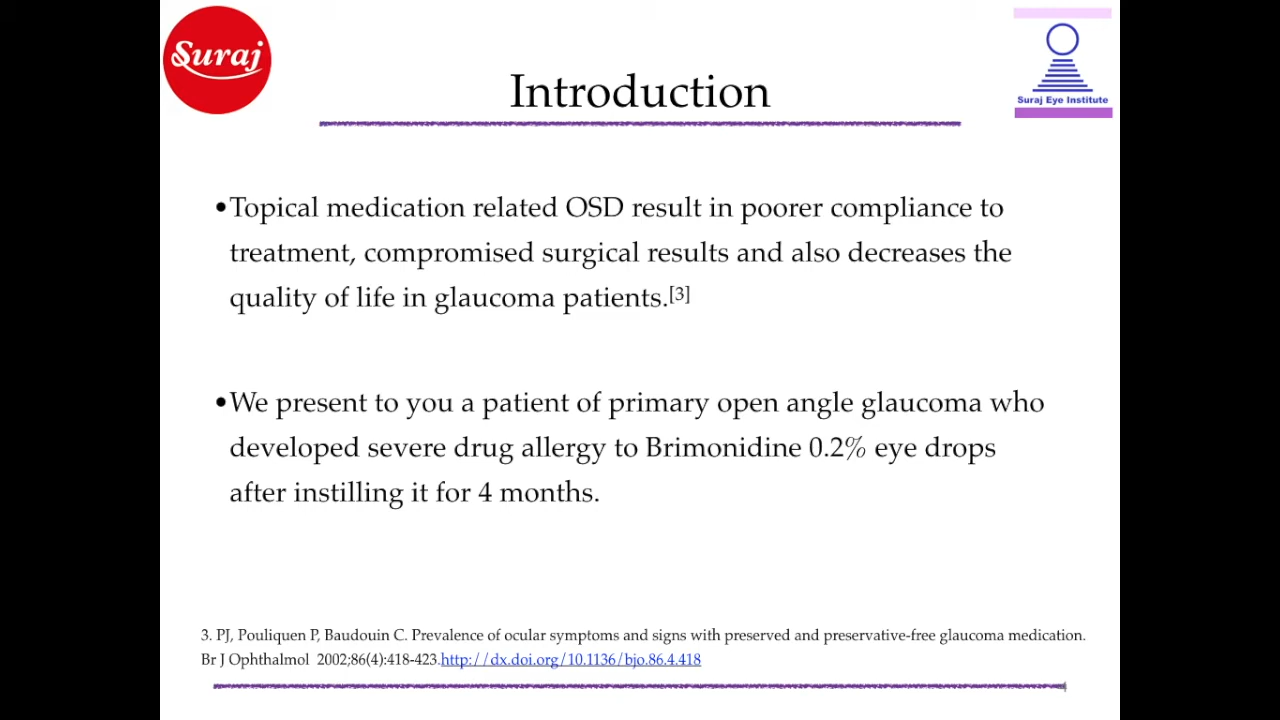 Suraj
Suraj Eye Institute
Introduction
•Topical medication related OSD result in poorer compliance to
treatment, compromised surgical results and also decreases the
quality of life in glaucoma patients.[3]
•We present to you a patient of primary open angle glaucoma who
developed severe drug allergy to Brimonidine 0.2% eye drops
after instilling it for 4 months.
3. PJ, Pouliquen P, Baudouin C. Prevalence of ocular symptoms and signs with preserved and preservative-free glaucoma medication.
Br J Ophthalmol 2002;86(4):418-423.http://dx.doi.org/10.1136/bjo.86.4.418